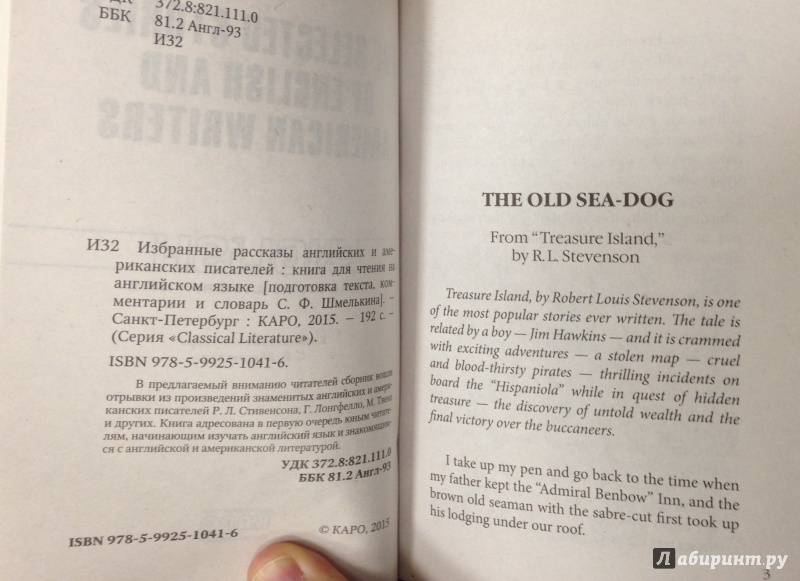 УДК 372.8:821.111.0
ББК 81.2 Англ-93
И32
И32 Избранные рассказы английских и аме-
риканских писателей : книга для чтения на
английском языке [подготовка текста, ком-
ментарии и словарь С. Ф. Шмелькина]. –
Санкт-Петербург : КАРО, 2015. – 192 с. –
(Серия «Classical Literature»).
ISBN 978-5-9925-1041-6.
В предлагаемый вниманию читателей сборник вошли
отрывки из произведений знаменитых английских и амери-
канских писателей Р. Л. Стивенсона, Г. Лонгфелло, М. Твена
и других. Книга адресована в первую очередь юным читате-
лям, начинающим изучать английский язык и знакомящим-
ся с английской и американской литературой.
УДК 372.8:821.111.0
ББК 81.2 Англ-93
ISBN 978-5-9925-1041-6
© КАРО, 2015
THE OLD SEA-DOG
From “Treasure Island,”
by R.L. Stevenson
Treasure Island, by Robert Louis Stevenson, is one
of the most popular stories ever written. The tale is
related by a boy — Jim Hawkins — and it is crammed
with exciting adventures — a stolen map — cruel
and blood-thirsty pirates — thrilling incidents on
board the “Hispaniola” while in quest of hidden
treasure — the discovery of untold wealth and the
final victory over the buccaneers.
I take up my pen and go back to the time when
my father kept the “Admiral Benbow” Inn, and the
brown old seaman with the sabre-cut first took up
his lodging under our roof.
3
Лабиринт.ру